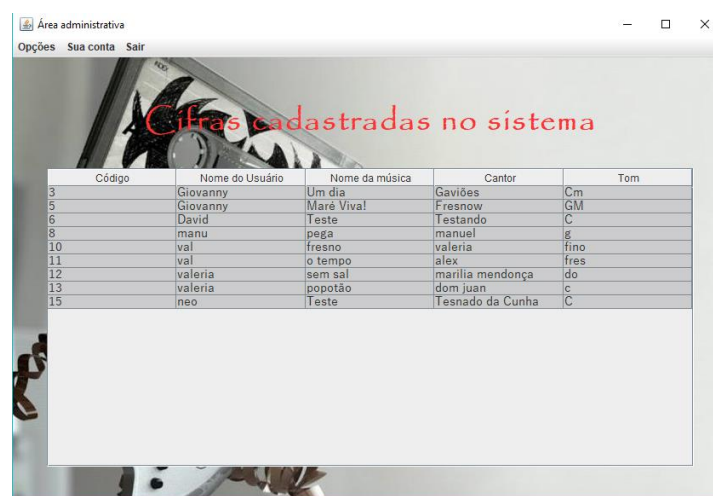 Área administrativa
Opções Sua conta Sair
Cifras cadastradas no sistema
Código Nome do Usuário Nome da música Cantor Tom
3 Giovanny Um dia Gaviões Cm
5 Giovanny Maré Viva! Fresnow GM
6 David Teste Testando C
8 manu pega manuel g
10 val fresno valeria fino
11 val o tempo alex fres
12 valeria sem sal marilia mendonça do
13 valeria popotão dom juan c
15 neo Teste Tesnado da Cunha C